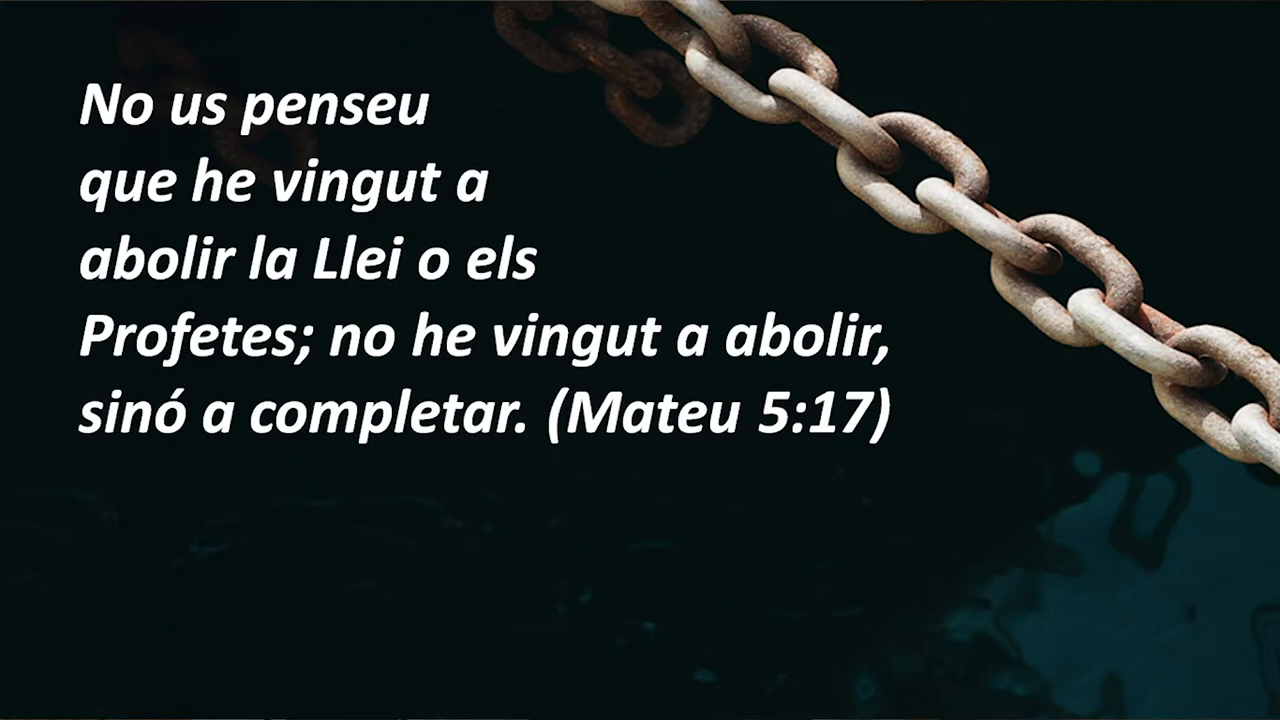 No us penseu
que he vingut a
abolir la Llei o els
Profetes; no he vingut a abolir,
sinó a completar. (Mateu 5:17)